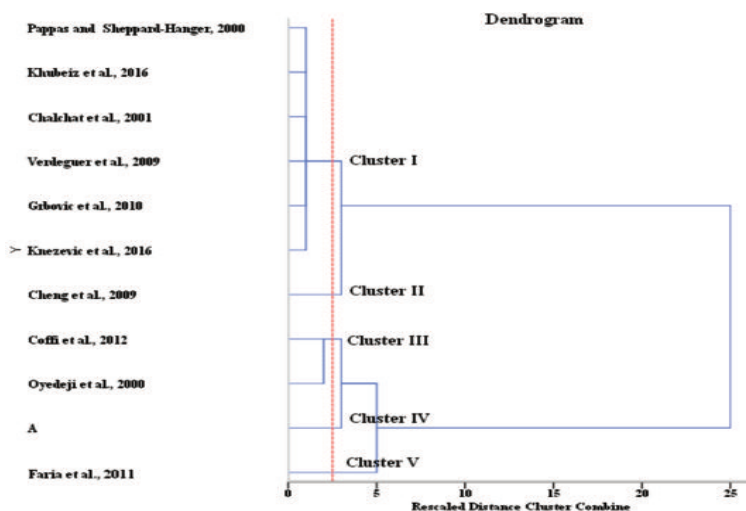 Dendrogram
Pappas and Sheppard-Hanger, 2000
Khubeiz et al., 2016
Chalchat et al., 2001
Verdeguer et al., 2009
Cluster I
Grbovic et al., 2010
Y Knezevic et al., 2016
Cheng et al., 2009
Cluster II
Coffi et al., 2012
Cluster III
Oyedeji et al., 2000
A
Cluster IV
Faria et al., 2011
Cluster V
0 5 10 15 20 25
Rescaled Distance Cluster Combine